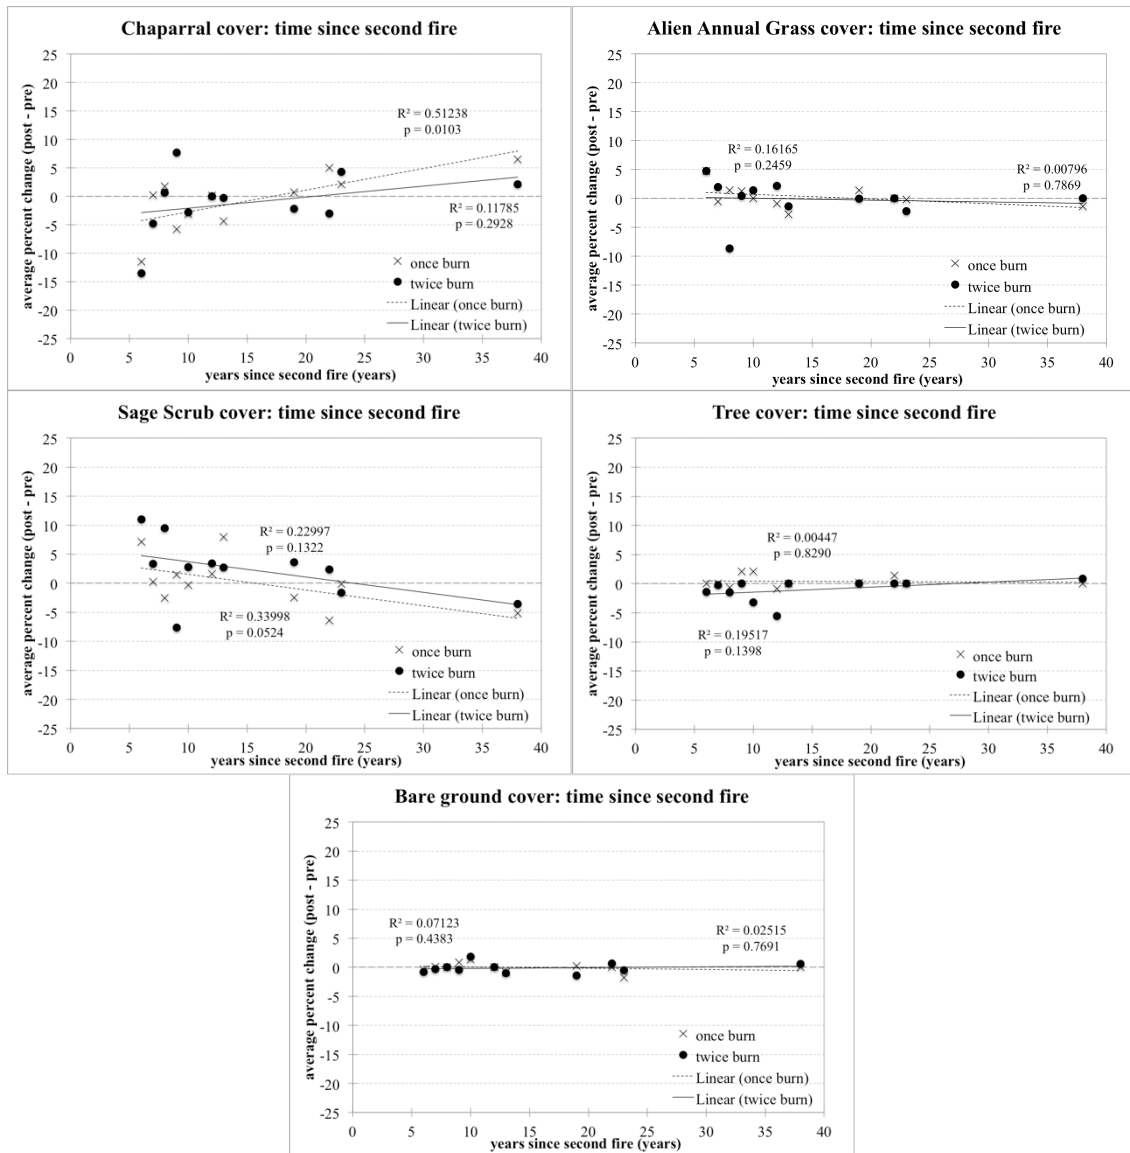 Chaparral cover: time since second fire
average percent change (post - pre)
25
20
15
10
5
0
-5
-10
-15
-20
-25
R² = 0.51238
p = 0.0103
R² = 0.11785
p = 0.2928
once burn
twice burn
Linear (once burn)
Linear (twice burn)
0 5 10 15 20 25 30 35 40
years since second fire (years)
Alien Annual Grass cover: time since second fire
average percent change (post - pre)
25
20
15
10
5
0
-5
-10
-15
-20
-25
R² = 0.16165
p = 0.2459
R² = 0.00796
p = 0.7869
once burn
twice burn
Linear (once burn)
Linear (twice burn)
0 5 10 15 20 25 30 35 40
years since second fire (years)
Sage Scrub cover: time since second fire
average percent change (post - pre)
25
20
15
10
5
0
-5
-10
-15
-20
-25
R² = 0.22997
p = 0.1322
R² = 0.33998
p = 0.0524
once burn
twice burn
Linear (once burn)
Linear (twice burn)
0 5 10 15 20 25 30 35 40
years since second fire (years)
Tree cover: time since second fire
average percent change (post - pre)
25
20
15
10
5
0
-5
-10
-15
-20
-25
R² = 0.00447
p = 0.8290
R² = 0.19517
p = 0.1398
once burn
twice burn
Linear (once burn)
Linear (twice burn)
0 5 10 15 20 25 30 35 40
years since second fire (years)
Bare ground cover: time since second fire
average percent change (post - pre)
25
20
15
10
5
0
-5
-10
-15
-20
-25
R² = 0.07123
p = 0.4383
R² = 0.02515
p = 0.7691
once burn
twice burn
Linear (once burn)
Linear (twice burn)
0 5 10 15 20 25 30 35 40
years since second fire (years)